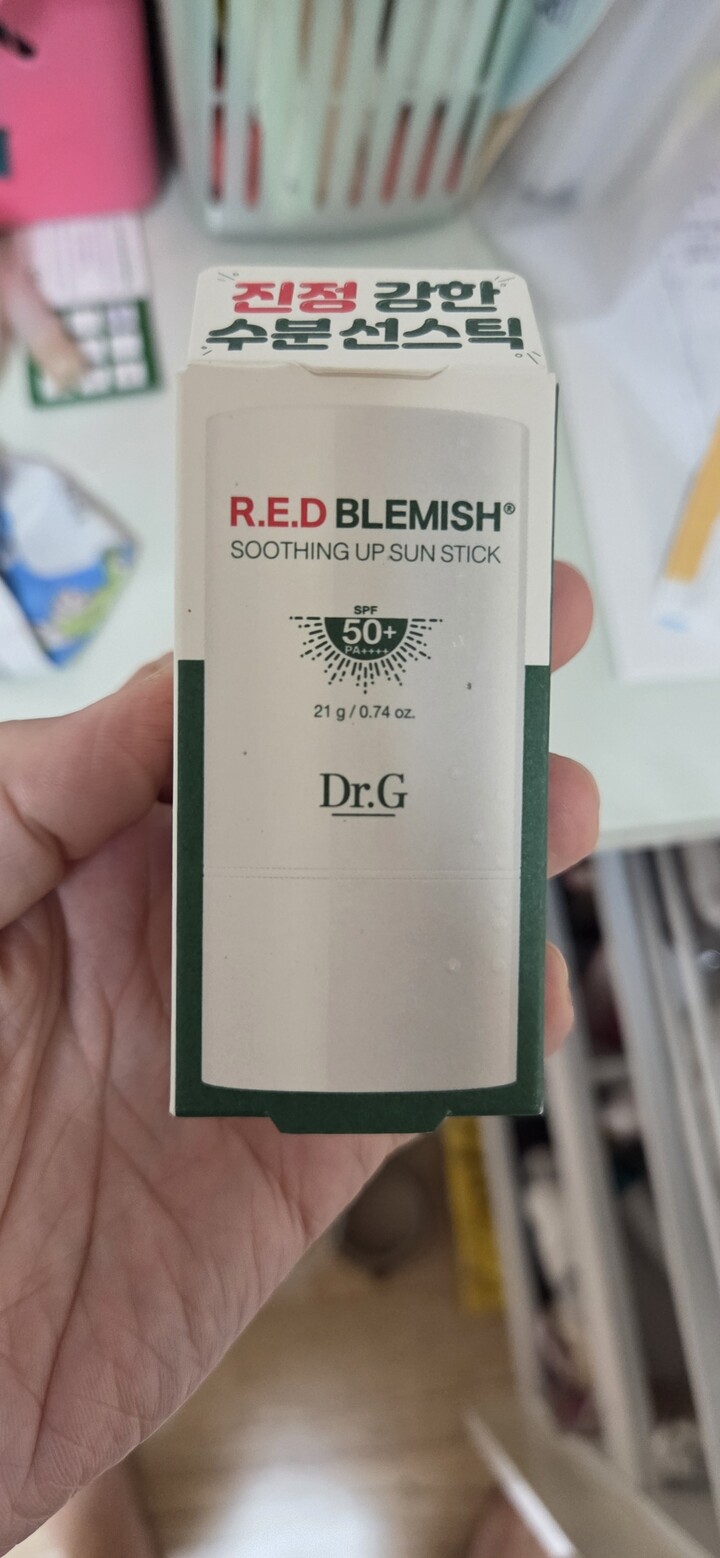 진정 강한
수분선스틱
R.E.D BLEMISH®
SOOTHING UP SUN STICK
SPF
50+
PA++++
21 g / 0.74 oz.
Dr.G